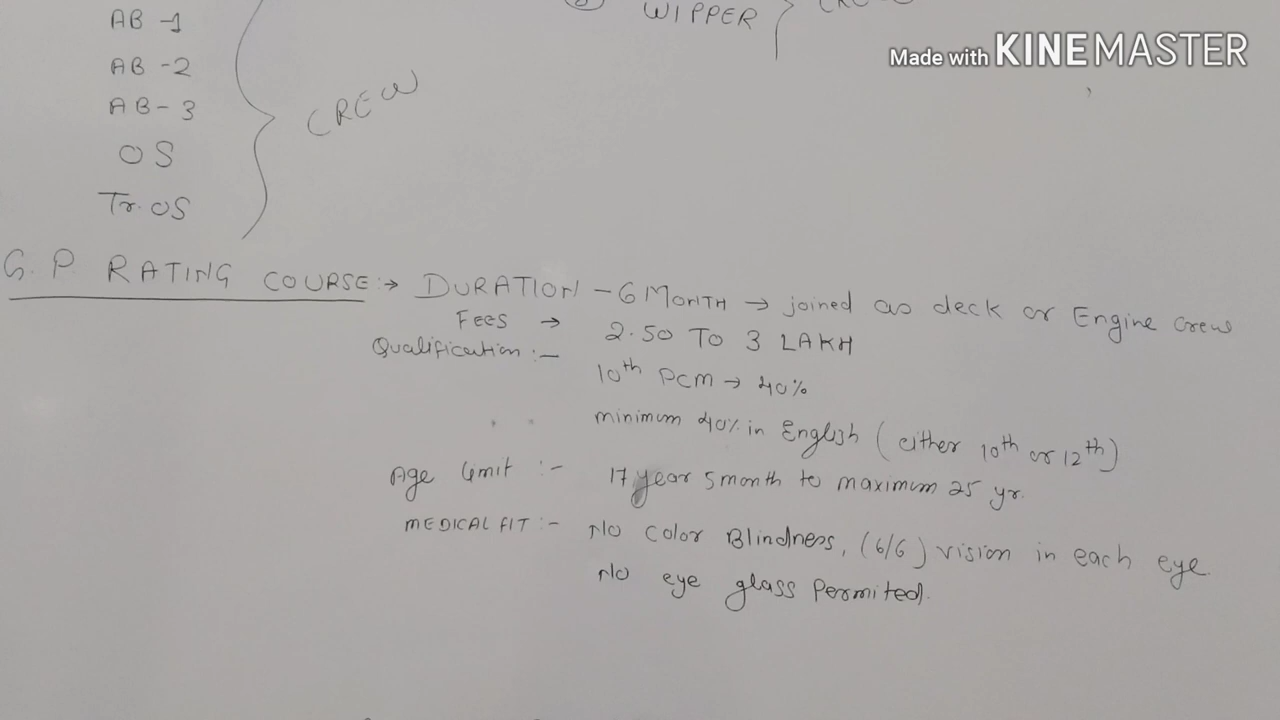 WIPPER
Made with KINEMASTER
AB-1
AB-2
AB-3
OS
Tr. OS
CREW
G.P. RATING COURSE:→ DURATION - 6 MONTH → joined as deck or Engine crew
Fees → 2.50 TO 3 LAKH
Qualification :-
10th PCM → 40%
minimum 40% in English (either 10th or 12th)
Age limit :- 17 year 5 month to maximum 25 yr.
MEDICAL FIT :- No Color Blindness, (6/6) vision in each eye.
No eye glass Permited.